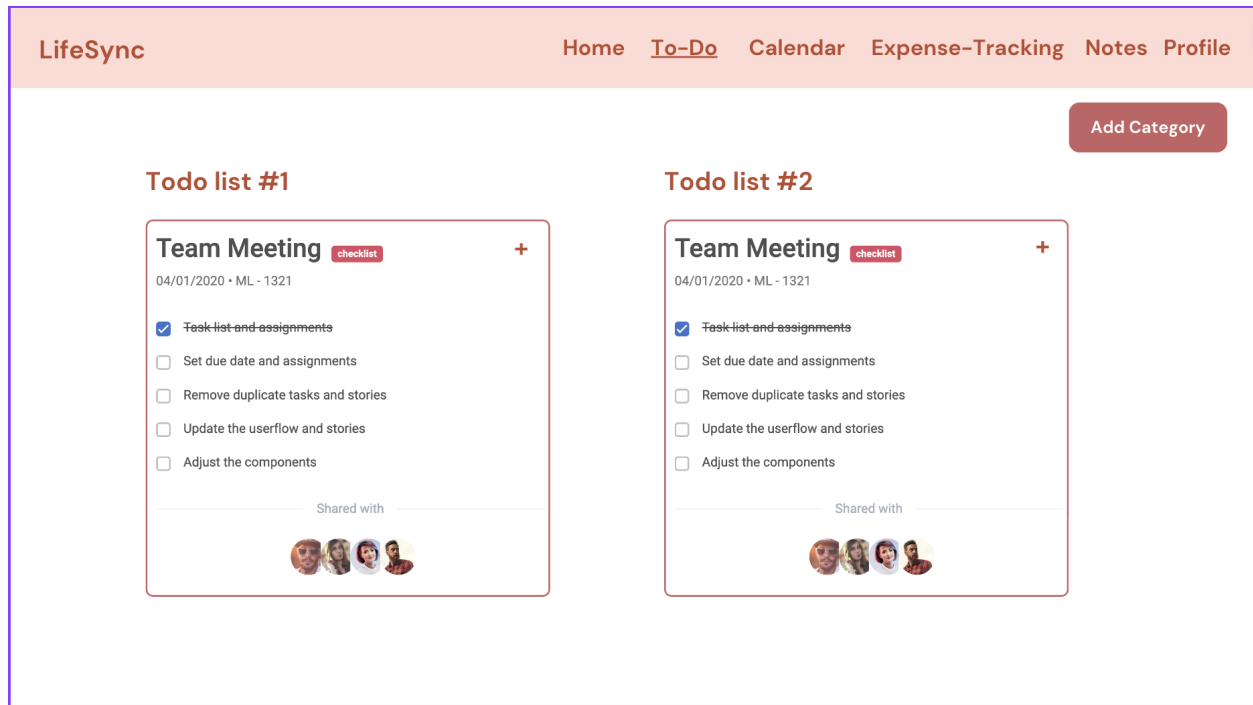 LifeSync Home To-Do Calendar Expense-Tracking Notes Profile
Add Category
Todo list #1
Team Meeting checklist +
04/01/2020 • ML - 1321
Task list and assignments
Set due date and assignments
Remove duplicate tasks and stories
Update the userflow and stories
Adjust the components
Shared with
Todo list #2
Team Meeting checklist +
04/01/2020 • ML - 1321
Task list and assignments
Set due date and assignments
Remove duplicate tasks and stories
Update the userflow and stories
Adjust the components
Shared with